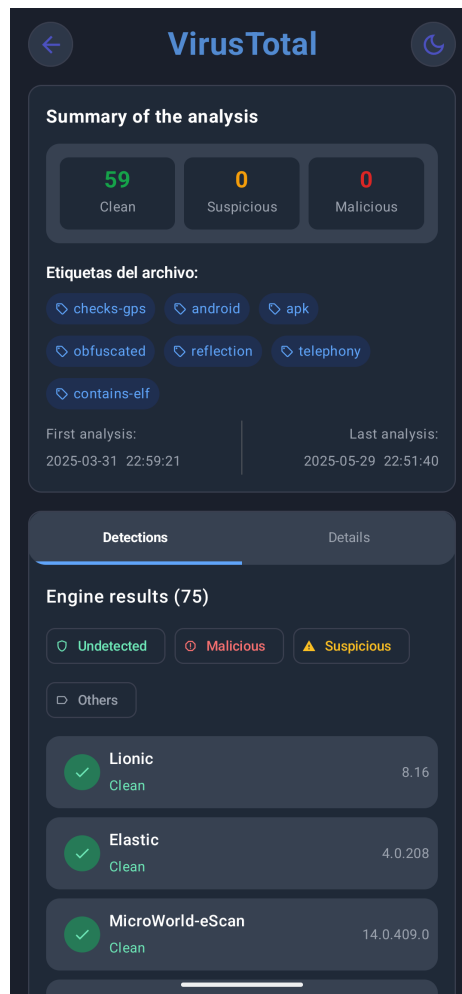 VirusTotal
Summary of the analysis
59
Clean
0
Suspicious
0
Malicious
Etiquetas del archivo:
checks-gps
android
apk
obfuscated
reflection
telephony
contains-elf
First analysis:
2025-03-31 22:59:21
Last analysis:
2025-05-29 22:51:40
Detections
Details
Engine results (75)
Undetected
Malicious
Suspicious
Others
Lionic
Clean
8.16
Elastic
Clean
4.0.208
MicroWorld-eScan
Clean
14.0.409.0